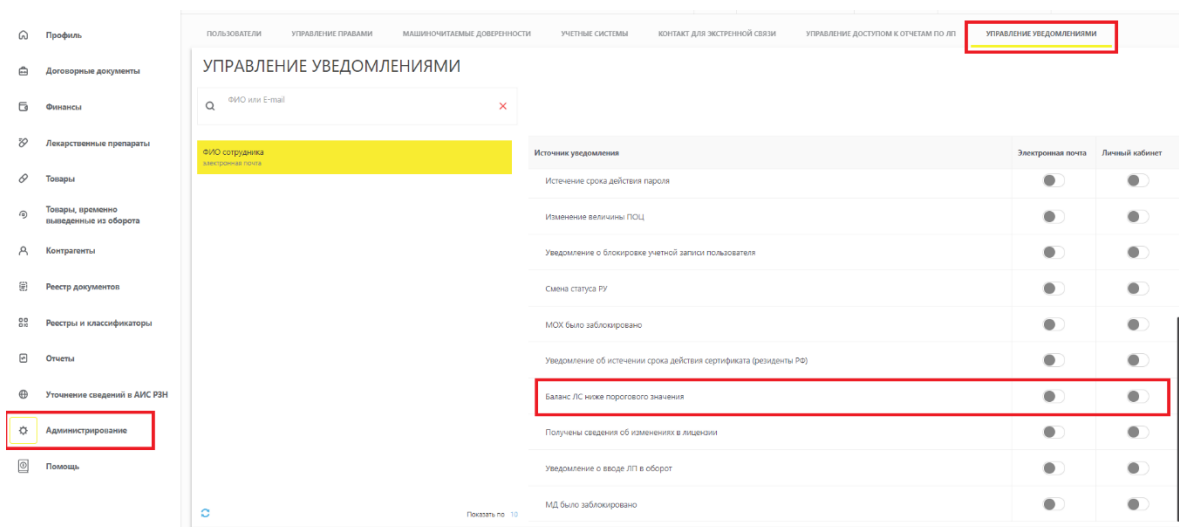 Профиль
Договорные документы
Финансы
Лекарственные препараты
Товары
Товары, временно
выведенные из оборота
Контрагенты
Реестр документов
Реестры и классификаторы
Отчеты
Уточнение сведений в АИС РЗН
Администрирование
Помощь
ПОЛЬЗОВАТЕЛИ УПРАВЛЕНИЕ ПРАВАМИ МАШИНОЧИТАЕМЫЕ ДОВЕРЕННОСТИ УЧЕТНЫЕ СИСТЕМЫ КОНТАКТ ДЛЯ ЭКСТРЕННОЙ СВЯЗИ УПРАВЛЕНИЕ ДОСТУПОМ К ОТЧЕТАМ ПО ЛП УПРАВЛЕНИЕ УВЕДОМЛЕНИЯМИ
УПРАВЛЕНИЕ УВЕДОМЛЕНИЯМИ
ФИО или E-mail
ФИО сотрудника
электронная почта
Показать по 10
Источник уведомления Электронная почта Личный кабинет
Истечение срока действия пароля
Изменение величины ПОЦ
Уведомление о блокировке учетной записи пользователя
Смена статуса РУ
МОХ было заблокировано
Уведомление об истечении срока действия сертификата (резиденты РФ)
Баланс ЛС ниже порогового значения
Получены сведения об изменениях в лицензии
Уведомление о вводе ЛП в оборот
МД было заблокировано